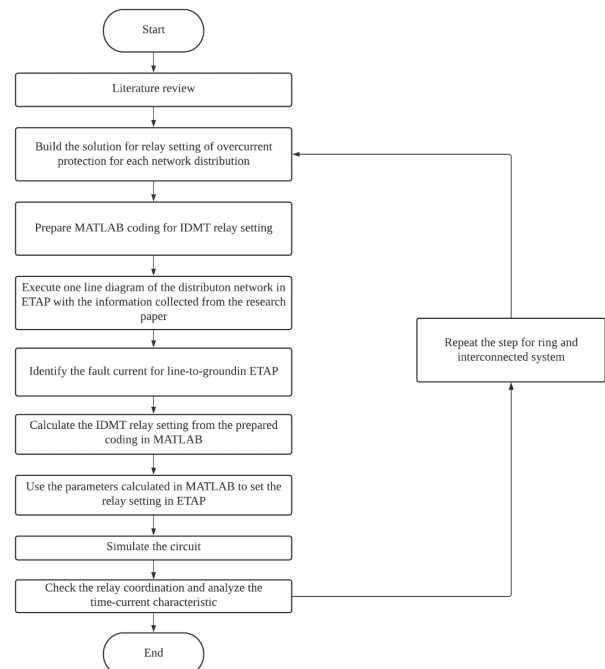 Start
Literature review
Build the solution for relay setting of overcurrent
protection for each network distribution
Prepare MATLAB coding for IDMT relay setting
Execute one line diagram of the distributon network in
ETAP with the information collected from the research
paper
Identify the fault current for line-to-groundin ETAP
Calculate the IDMT relay setting from the prepared
coding in MATLAB
Use the parameters calculated in MATLAB to set the
relay setting in ETAP
Simulate the circuit
Check the relay coordination and analyze the
time-current characteristic
End
Repeat the step for ring and
interconnected system